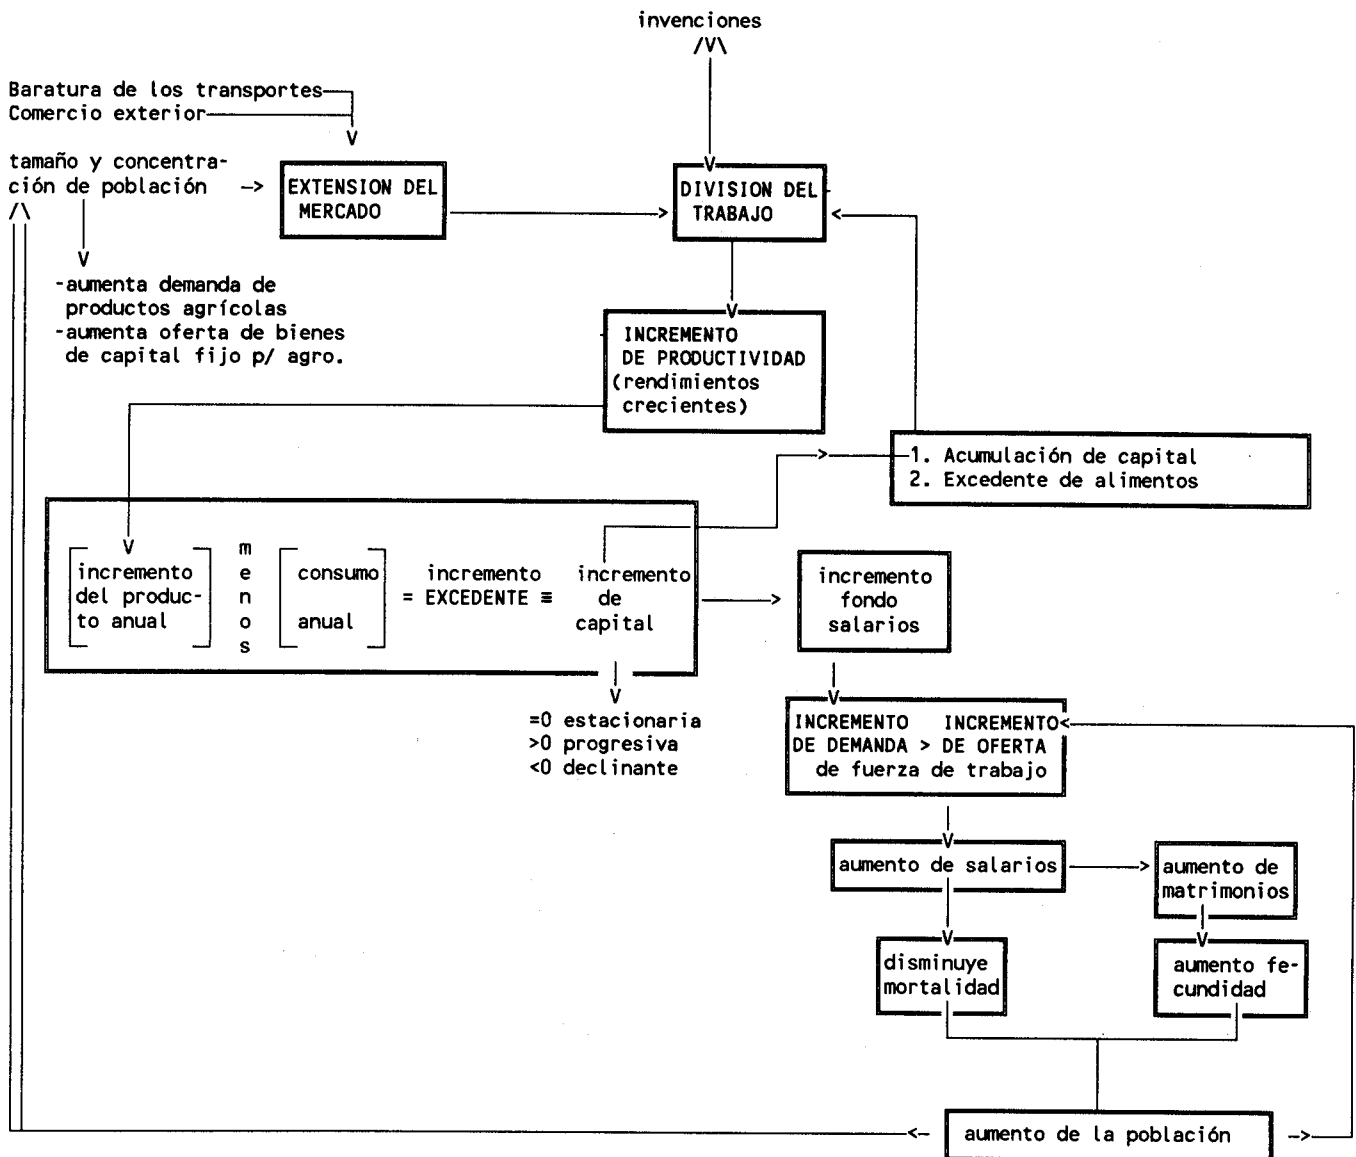 invenciones
Baratura de los transportes
Comercio exterior
tamaño y concentra-
ción de población
EXTENSION DEL
MERCADO
DIVISION DEL
TRABAJO
-aumenta demanda de
productos agrícolas
-aumenta oferta de bienes
de capital fijo p/ agro.
INCREMENTO
DE PRODUCTIVIDAD
(rendimientos
crecientes)
1. Acumulación de capital
2. Excedente de alimentos
incremento
del produc-
to anual
menos
consumo
anual
= incremento
EXCEDENTE ≡
incremento
de
capital
incremento
fondo
salarios
=0 estacionaria
>0 progresiva
<0 declinante
INCREMENTO INCREMENTO
DE DEMANDA > DE OFERTA
de fuerza de trabajo
aumento de salarios
aumento de
matrimonios
disminuye
mortalidad
aumento fe-
cundidad
aumento de la población